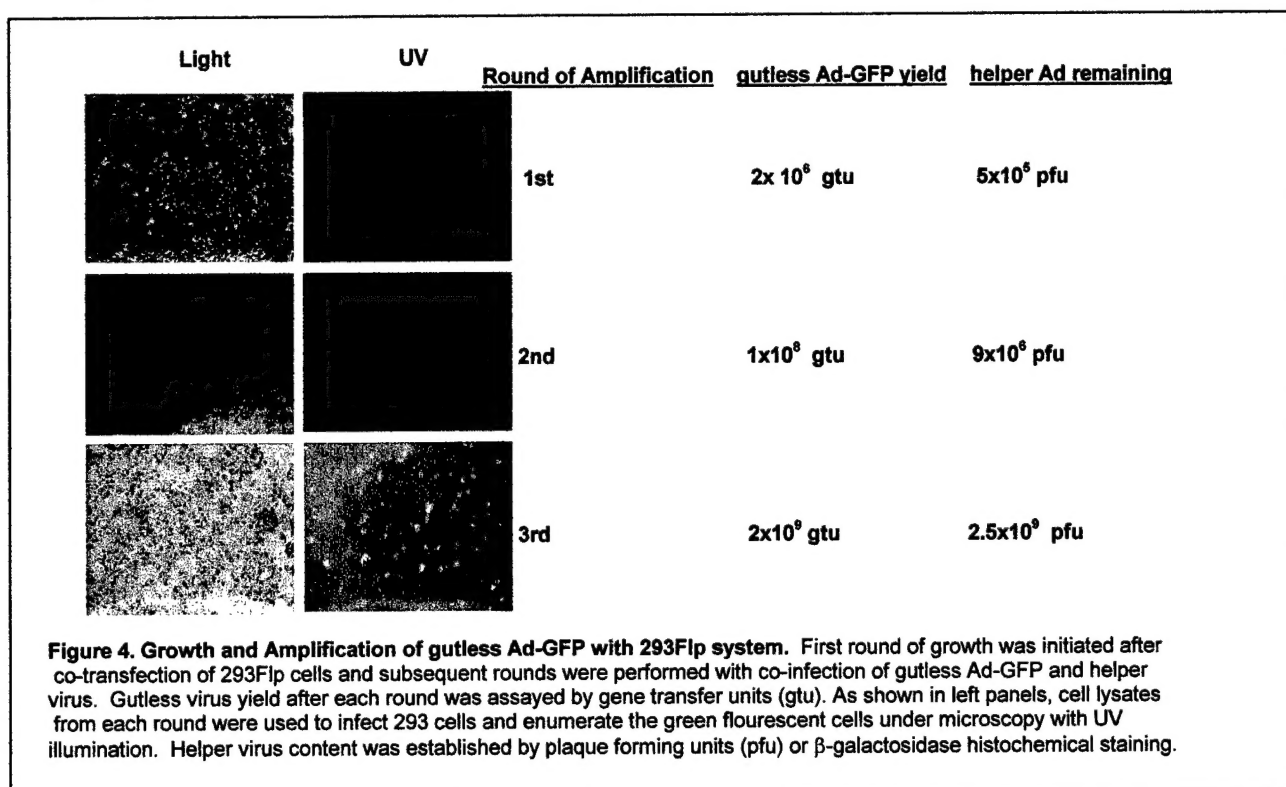 Light UV
Round of Amplification gutless Ad-GFP yield helper Ad remaining
1st 2x 10⁶ gtu 5x10⁵ pfu
2nd 1x10⁸ gtu 9x10⁶ pfu
3rd 2x10⁹ gtu 2.5x10⁹ pfu
Figure 4. Growth and Amplification of gutless Ad-GFP with 293Flp system. First round of growth was initiated after
co-transfection of 293Flp cells and subsequent rounds were performed with co-infection of gutless Ad-GFP and helper
virus. Gutless virus yield after each round was assayed by gene transfer units (gtu). As shown in left panels, cell lysates
from each round were used to infect 293 cells and enumerate the green flourescent cells under microscopy with UV
illumination. Helper virus content was established by plaque forming units (pfu) or β-galactosidase histochemical staining.